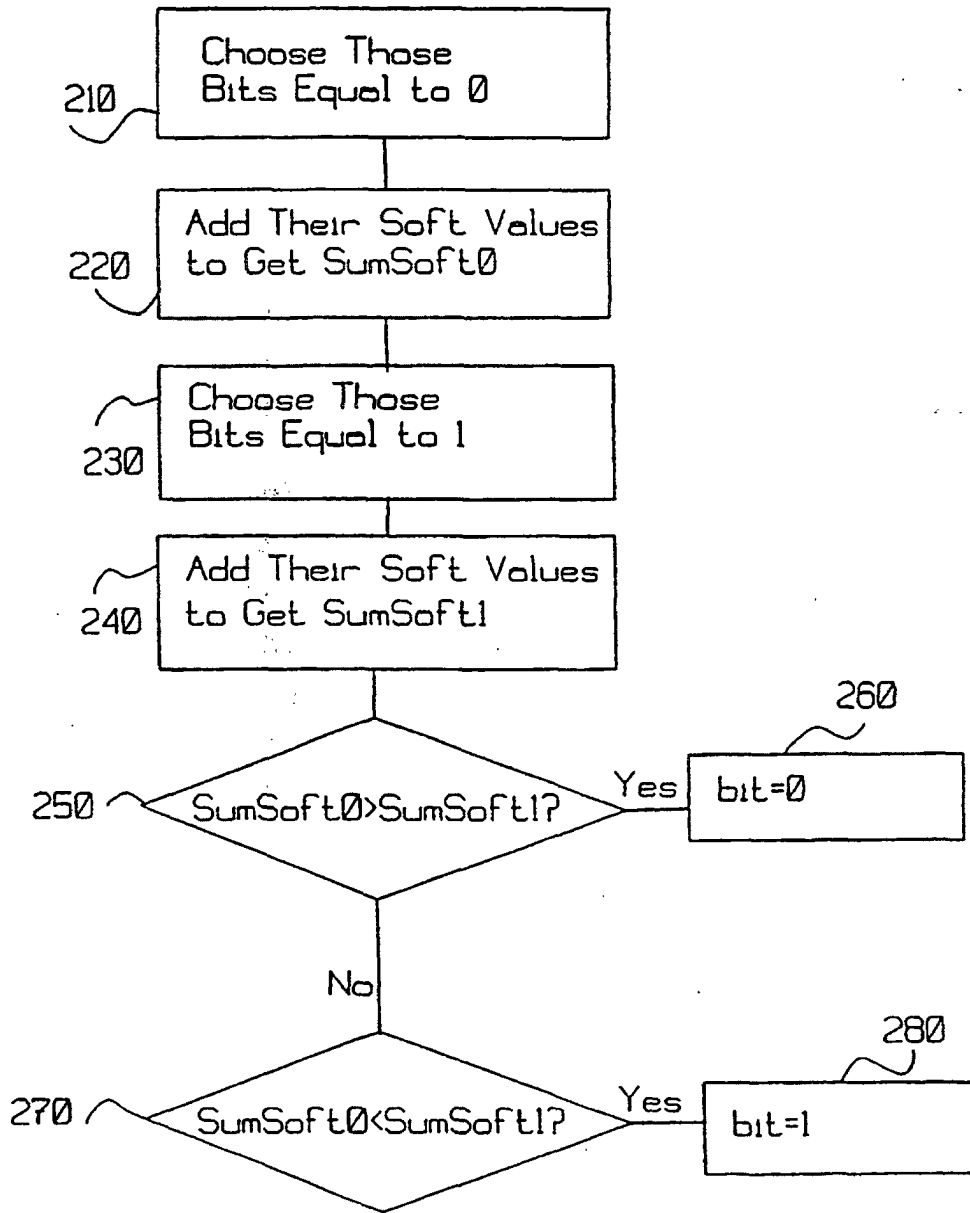 Choose Those
Bits Equal to 0
210
Add Their Soft Values
to Get SumSoft0
220
Choose Those
Bits Equal to 1
230
Add Their Soft Values
to Get SumSoft1
240
260
250
SumSoft0>SumSoft1?
Yes
bit=0
No
280
270
SumSoft0<SumSoft1?
Yes
bit=1